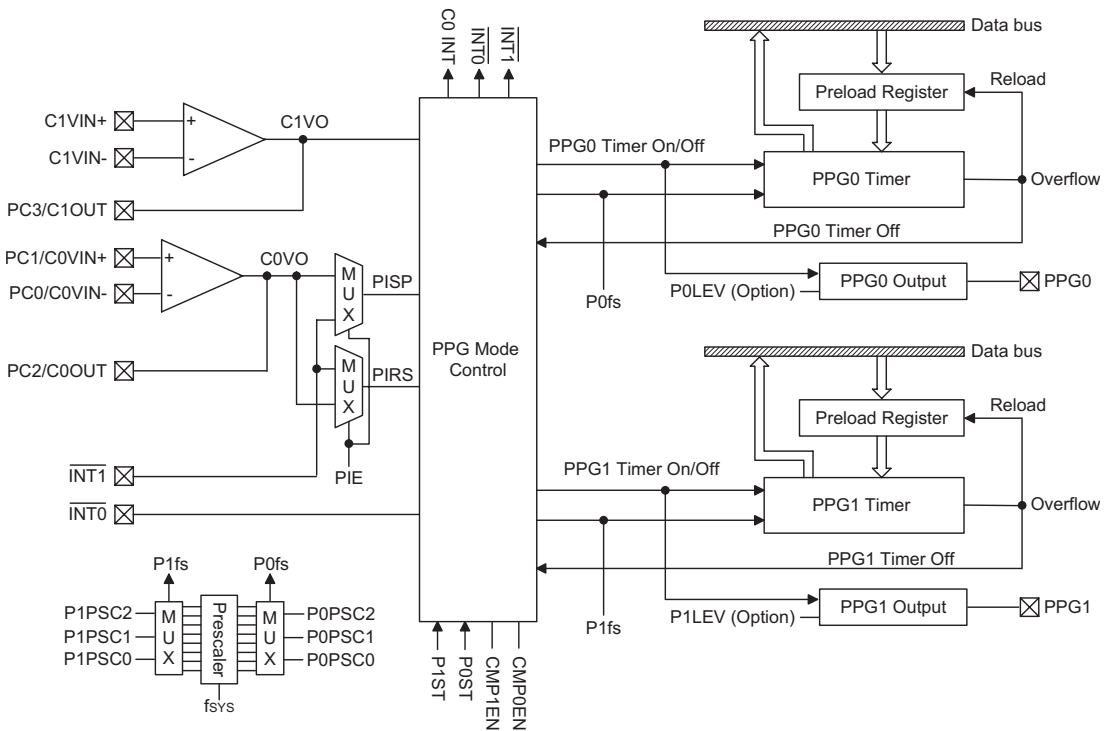 C0 INT
INT0
INT1
Data bus
Preload Register
Reload
C1VIN+
+
C1VO
C1VIN-
-
PPG0 Timer On/Off
PPG0 Timer
Overflow
PC3/C1OUT
PPG0 Timer Off
PC1/C0VIN+
+
C0VO
PC0/C0VIN-
-
MUX
PISP
P0fs
P0LEV (Option)
PPG0 Output
PPG0
PPG Mode
Control
Data bus
PC2/C0OUT
MUX
PIRS
Preload Register
Reload
PIE
INT1
PPG1 Timer On/Off
PPG1 Timer
Overflow
INT0
PPG1 Timer Off
P1fs
P0fs
P1fs
P1LEV (Option)
PPG1 Output
PPG1
P1PSC2
P1PSC1
P1PSC0
MUX
Prescaler
MUX
P0PSC2
P0PSC1
P0PSC0
fSYS
P1ST
P0ST
CMP1EN
CMP0EN